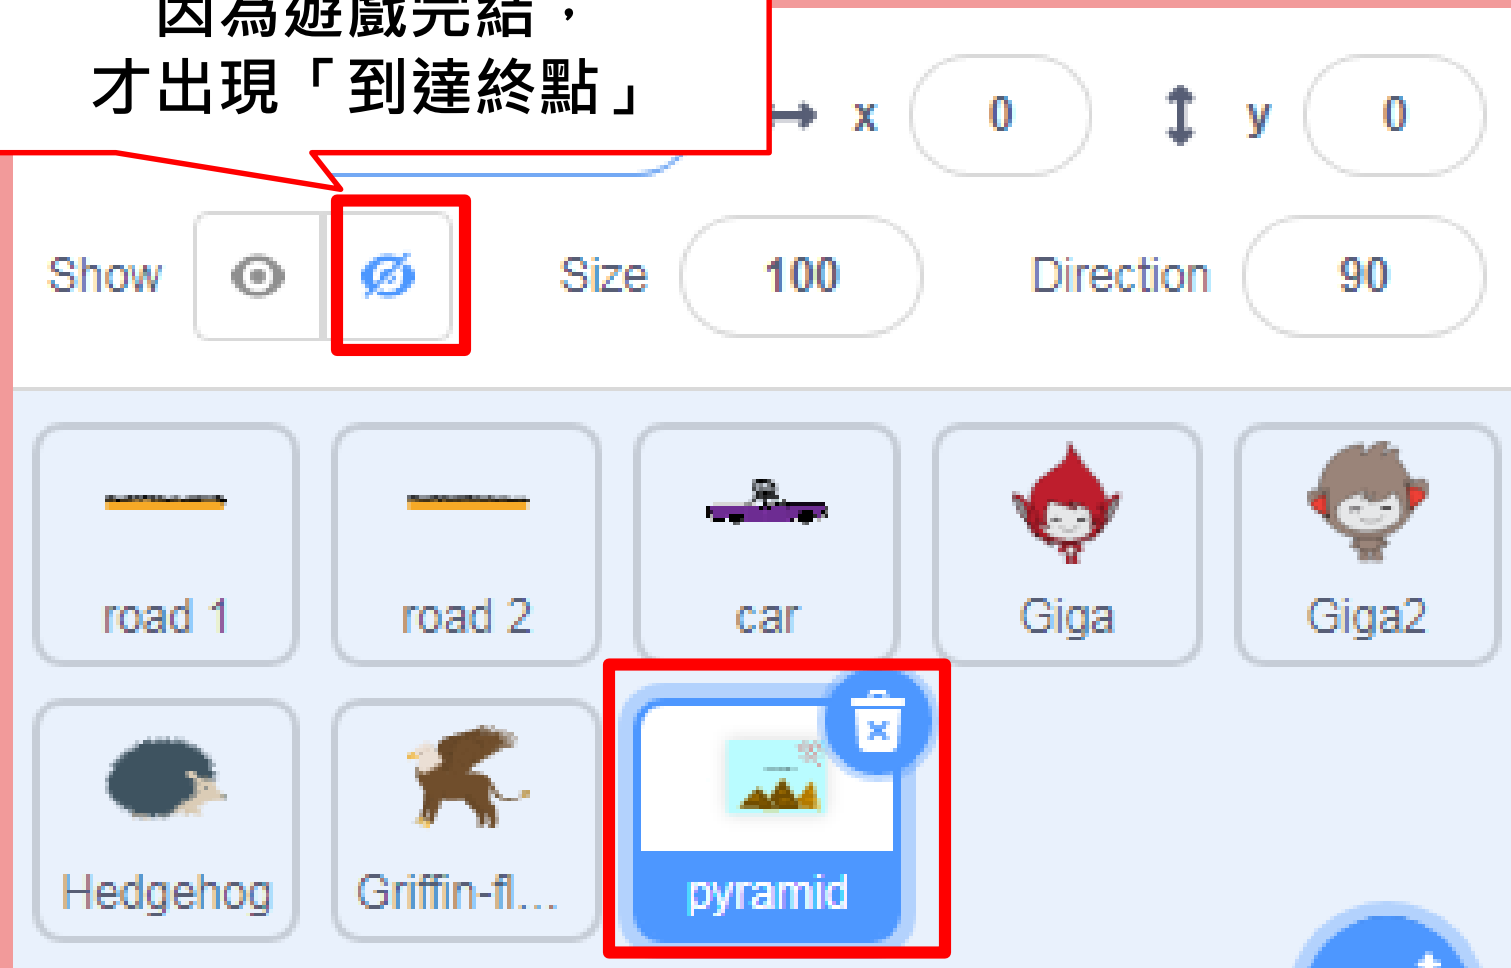 因為遊戲完結，
才出現「到達終點」
x 0 y 0
Show Size 100 Direction 90
road 1 road 2 car Giga Giga2
Hedgehog Griffin-fl... pyramid